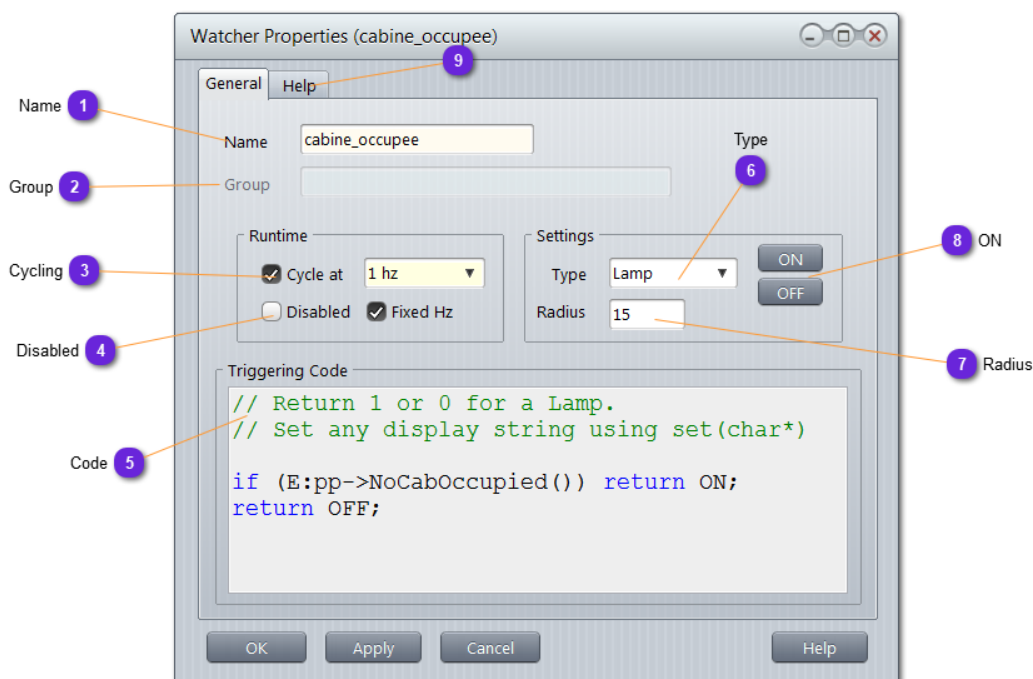 Watcher Properties (cabine_occupee)
9
General Help
Name 1
Name cabine_occupee
Type
Group 2
Group
6
Runtime
Settings
8 ON
Cycling 3
Cycle at 1 hz
Type Lamp
ON
OFF
Disabled Fixed Hz
Radius 15
Disabled 4
7 Radius
Triggering Code
// Return 1 or 0 for a Lamp.
// Set any display string using set(char*)
Code 5
if (E:pp->NoCabOccupied()) return ON;
return OFF;
OK Apply Cancel Help